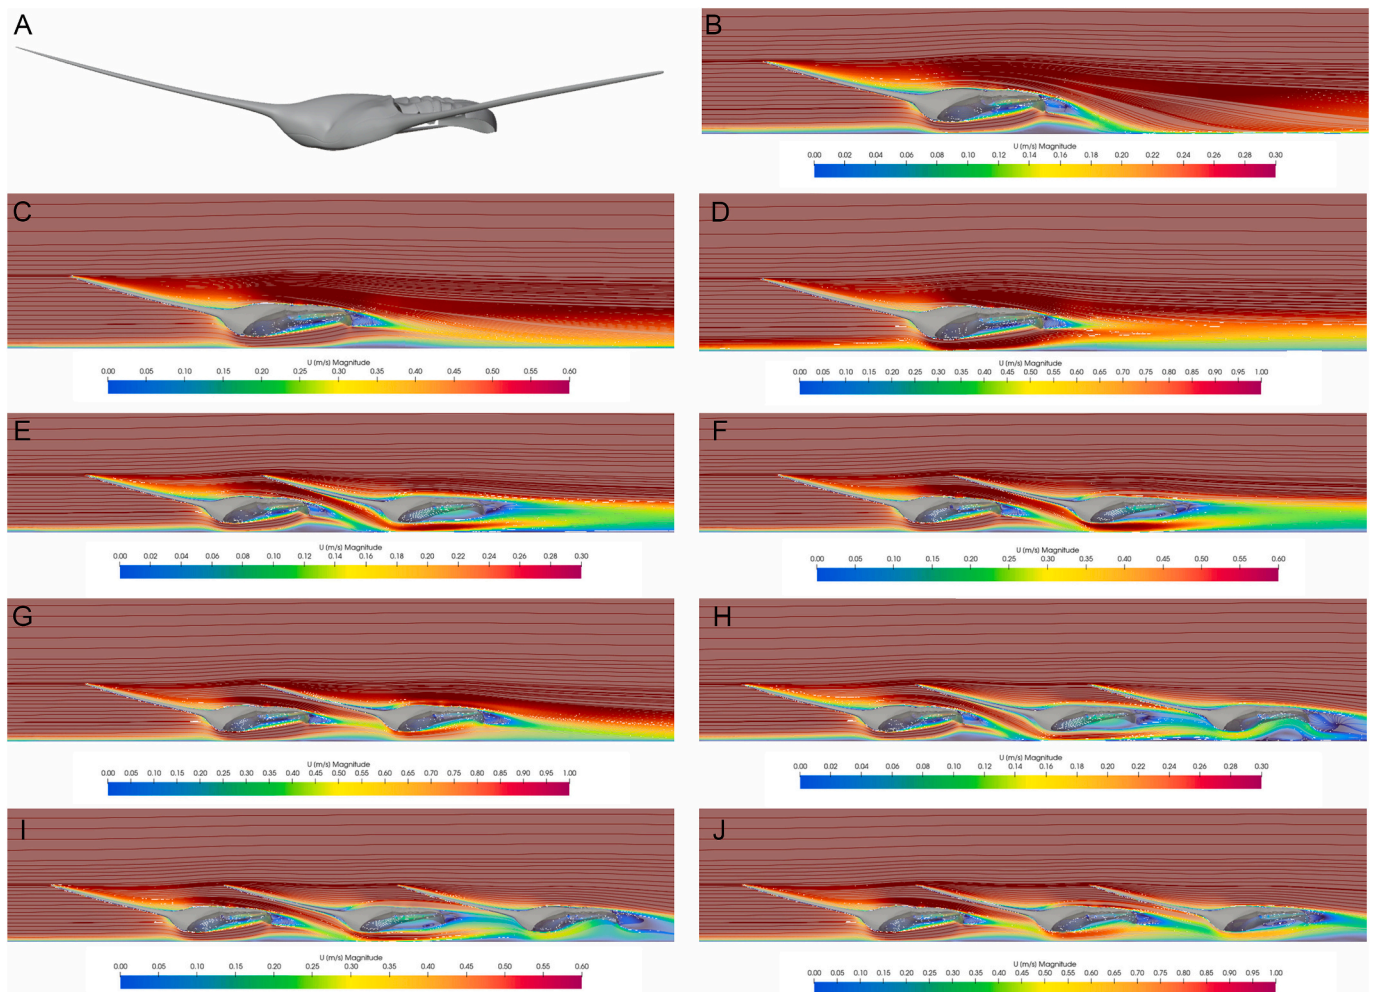 A
B
U (m/s) Magnitude
0.00 0.02 0.04 0.06 0.08 0.10 0.12 0.14 0.16 0.18 0.20 0.22 0.24 0.26 0.28 0.30
C
U (m/s) Magnitude
0.00 0.05 0.10 0.15 0.20 0.25 0.30 0.35 0.40 0.45 0.50 0.55 0.60
D
U (m/s) Magnitude
0.00 0.05 0.10 0.15 0.20 0.25 0.30 0.35 0.40 0.45 0.50 0.55 0.60 0.65 0.70 0.75 0.80 0.85 0.90 0.95 1.00
E
U (m/s) Magnitude
0.00 0.02 0.04 0.06 0.08 0.10 0.12 0.14 0.16 0.18 0.20 0.22 0.24 0.26 0.28 0.30
F
U (m/s) Magnitude
0.00 0.05 0.10 0.15 0.20 0.25 0.30 0.35 0.40 0.45 0.50 0.55 0.60
G
U (m/s) Magnitude
0.00 0.05 0.10 0.15 0.20 0.25 0.30 0.35 0.40 0.45 0.50 0.55 0.60 0.65 0.70 0.75 0.80 0.85 0.90 0.95 1.00
H
U (m/s) Magnitude
0.00 0.02 0.04 0.06 0.08 0.10 0.12 0.14 0.16 0.18 0.20 0.22 0.24 0.26 0.28 0.30
I
U (m/s) Magnitude
0.00 0.05 0.10 0.15 0.20 0.25 0.30 0.35 0.40 0.45 0.50 0.55 0.60
J
U (m/s) Magnitude
0.00 0.05 0.10 0.15 0.20 0.25 0.30 0.35 0.40 0.45 0.50 0.55 0.60 0.65 0.70 0.75 0.80 0.85 0.90 0.95 1.00